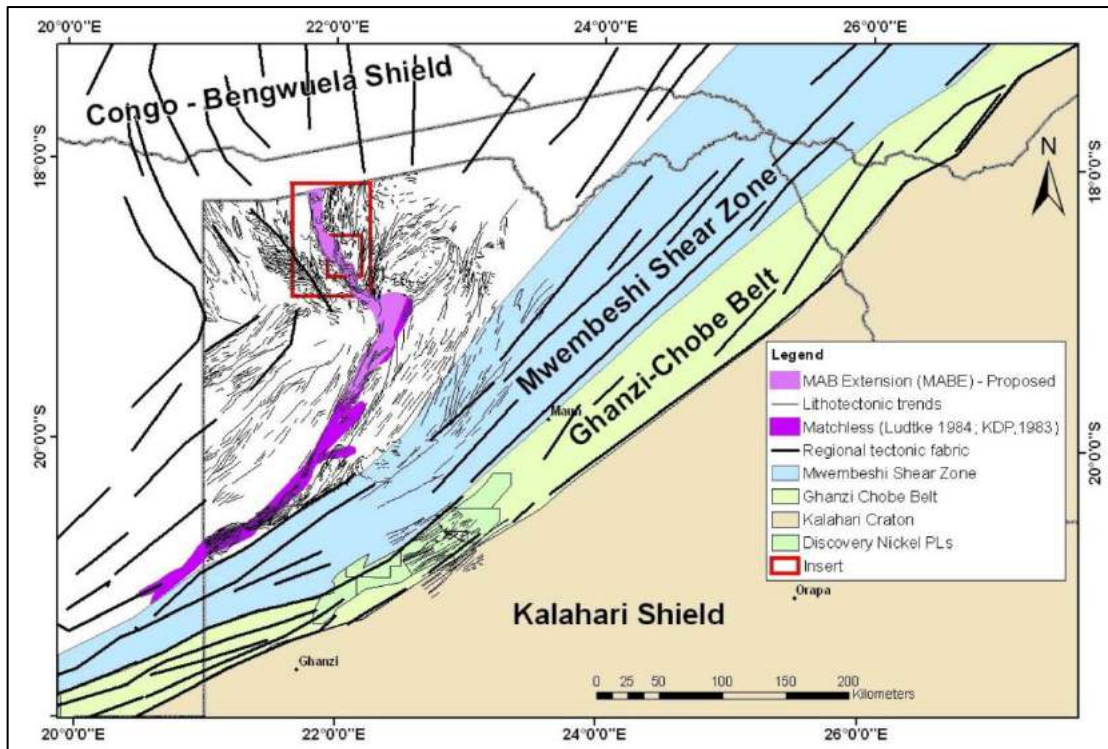 20°0'0"E
22°0'0"E
24°0'0"E
26°0'0"E
Congo - Bengwuela Shield
18°0'0"S
18°0'0"S
N
Mwembeshi Shear Zone
Ghanzi-Chobe Belt
Maun
20°0'0"S
20°0'0"S
Legend
MAB Extension (MABE) - Proposed
Lithotectonic trends
Matchless (Ludtke 1984; KDP,1983)
Regional tectonic fabric
Mwembeshi Shear Zone
Ghanzi Chobe Belt
Kalahari Craton
Discovery Nickel PLs
Insert
Orapa
Kalahari Shield
Ghanzi
0 25 50 100 150 200
Kilometers
20°0'0"E
22°0'0"E
24°0'0"E
26°0'0"E